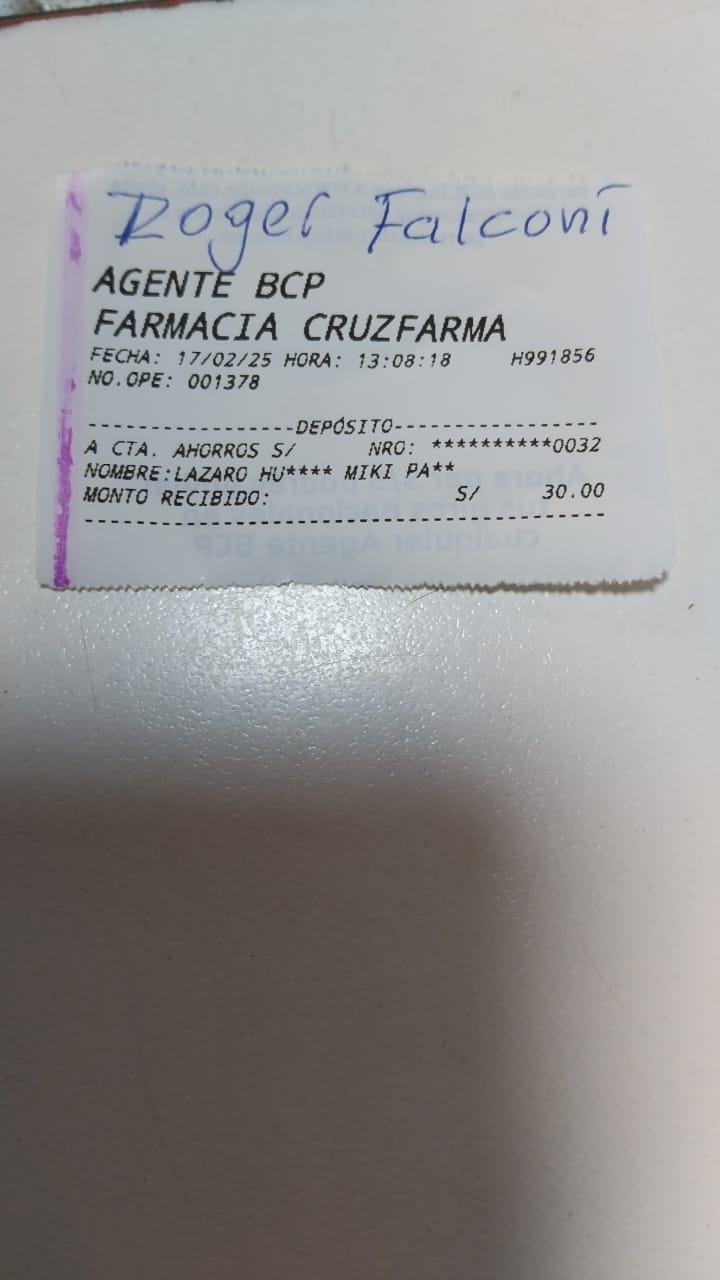 Roger Falconí
AGENTE BCP
FARMACIA CRUZFARMA
FECHA: 17/02/25 HORA: 13:08:18 H991856
NO.OPE: 001378
-----------------DEPÓSITO-----------------
A CTA. AHORROS S/ NRO: **********0032
NOMBRE:LAZARO HU**** MIKI PA**
MONTO RECIBIDO: S/ 30.00
------------------------------------------